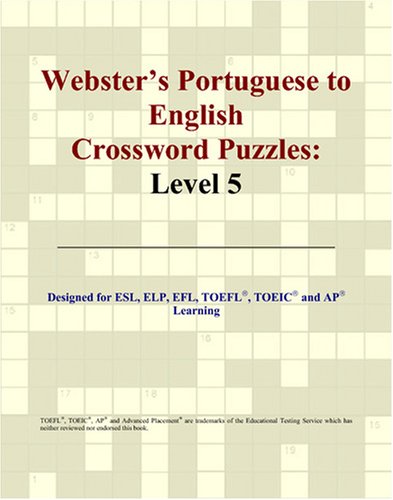 Webster's Portuguese to
English
Crossword Puzzles:
Level 5
Designed for ESL, ELP, EFL, TOEFL®, TOEIC® and AP®
Learning
TOEFL®, TOEIC®, AP® and Advanced Placement® are trademarks of the Educational Testing Service which has
neither reviewed nor endorsed this book.